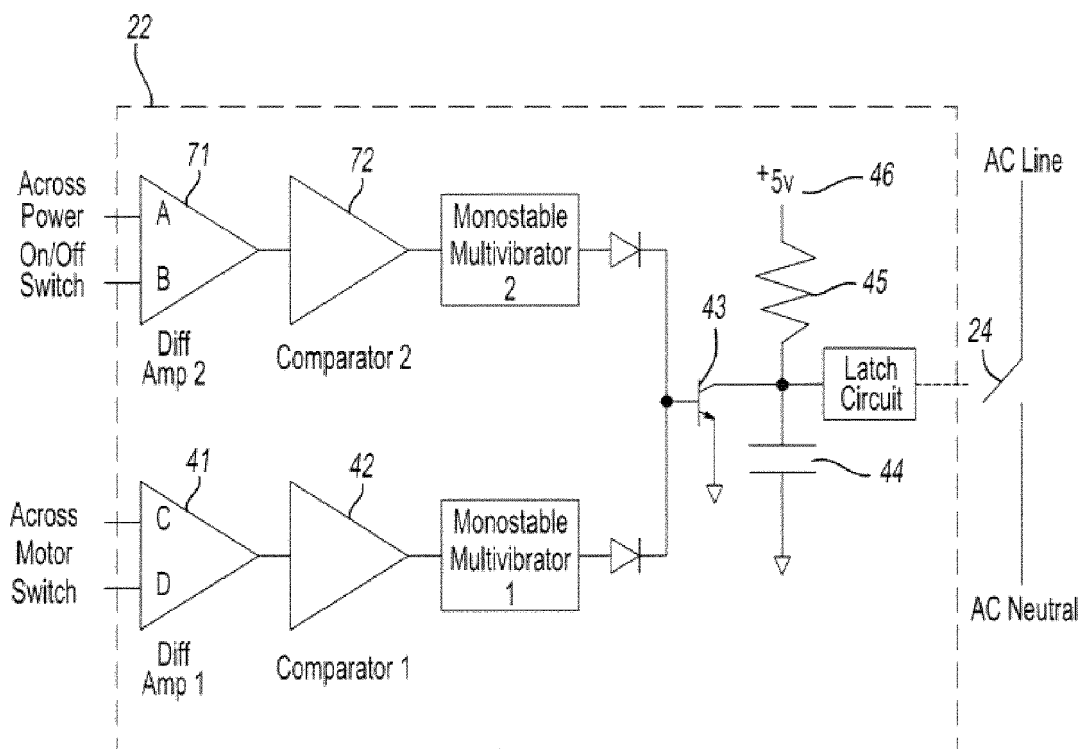 22
Across
Power
On/Off
Switch
A
B
71
Diff
Amp 2
72
Comparator 2
Monostable
Multivibrator
2
+5v
46
45
43
Latch
Circuit
44
24
AC Line
AC Neutral
Across
Motor
Switch
C
D
41
Diff
Amp 1
42
Comparator 1
Monostable
Multivibrator
1